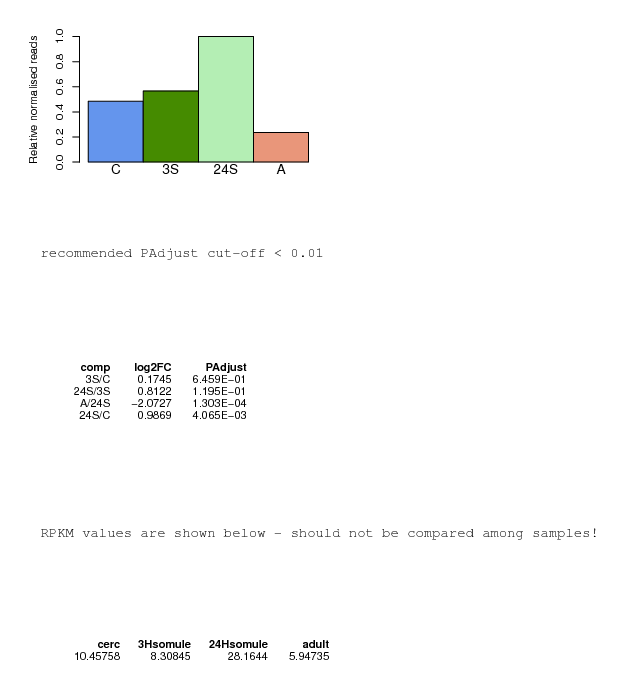 Relative normalised reads
1.0
0.8
0.6
0.4
0.2
0.0
C 3S 24S A
recommended PAdjust cut-off < 0.01
comp log2FC PAdjust
3S/C 0.1745 6.459E−01
24S/3S 0.8122 1.195E−01
A/24S −2.0727 1.303E−04
24S/C 0.9869 4.065E−03
RPKM values are shown below - should not be compared among samples!
cerc 3Hsomule 24Hsomule adult
10.45758 8.30845 28.1644 5.94735